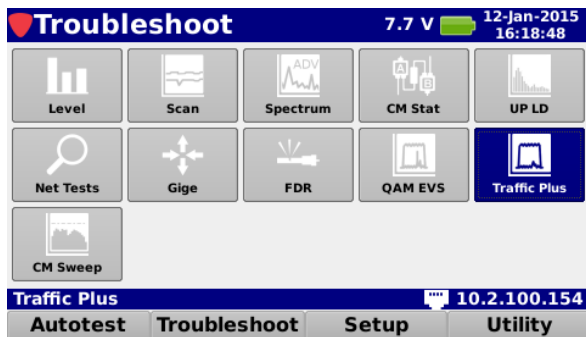 Troubleshoot 7.7 V 12-Jan-2015
16:18:48
ADV
A
B
Level Scan Spectrum CM Stat UP LD
Net Tests Gige FDR QAM EVS Traffic Plus
CM Sweep
Traffic Plus 10.2.100.154
Autotest Troubleshoot Setup Utility